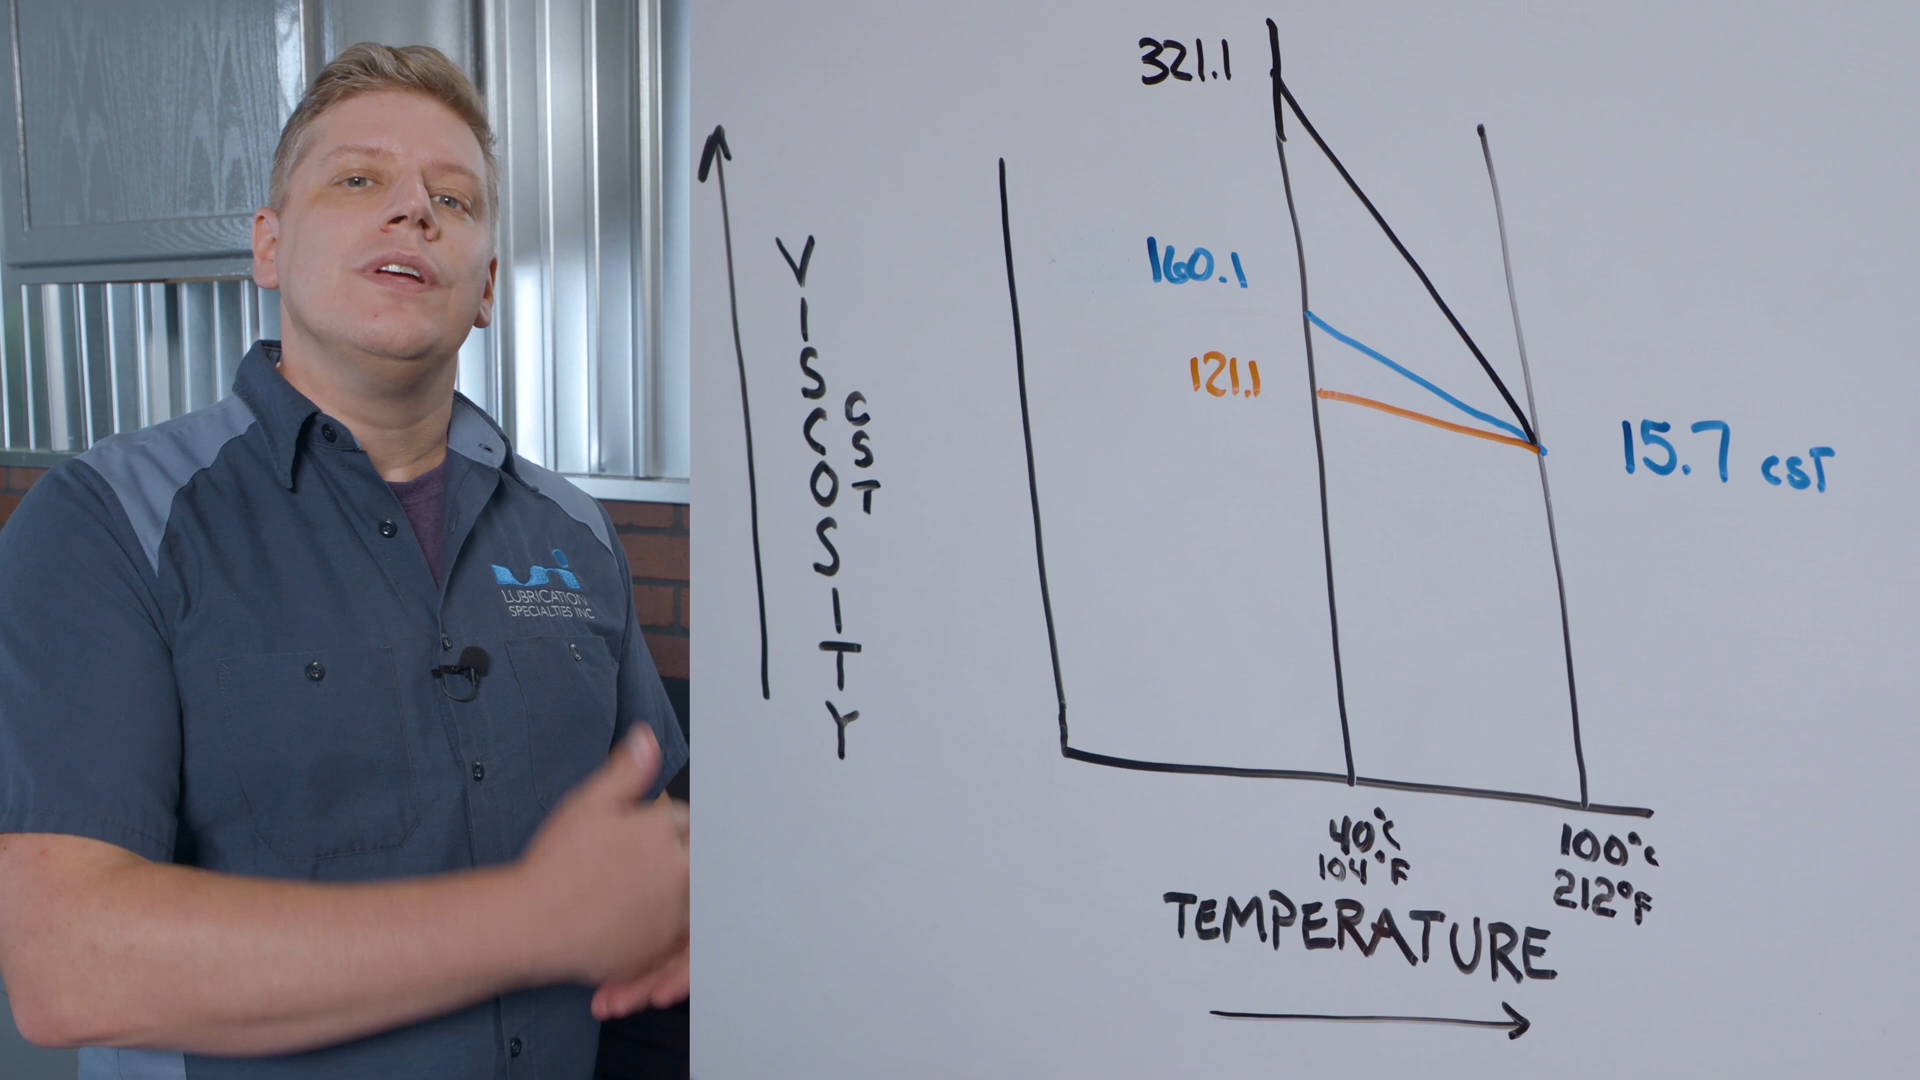 LUBRICATION
SPECIALTIES INC
VISCOSITY
CST
321.1
160.1
121.1
15.7 cST
40°C
104°F
100°C
212°F
TEMPERATURE